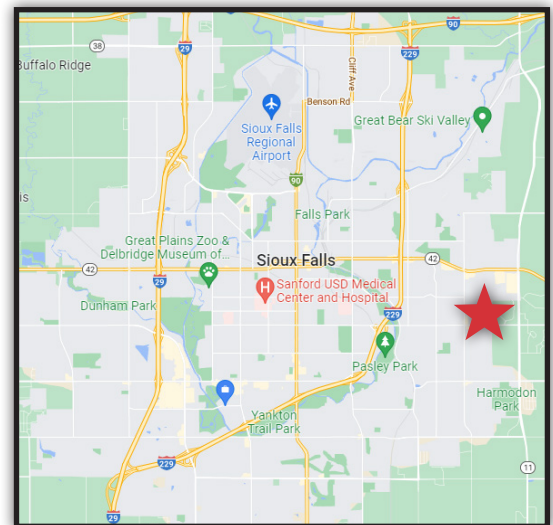 90
29
38
229
Buffalo Ridge
Cliff Ave
Benson Rd
Great Bear Ski Valley
Sioux Falls
Regional
Airport
90
Falls Park
Great Plains Zoo &
Delbridge Museum of...
Sioux Falls
42
42
29
Sanford USD Medical
Center and Hospital
H
Dunham Park
229
Pasley Park
Harmodon
Park
Yankton
Trail Park
229
11
29